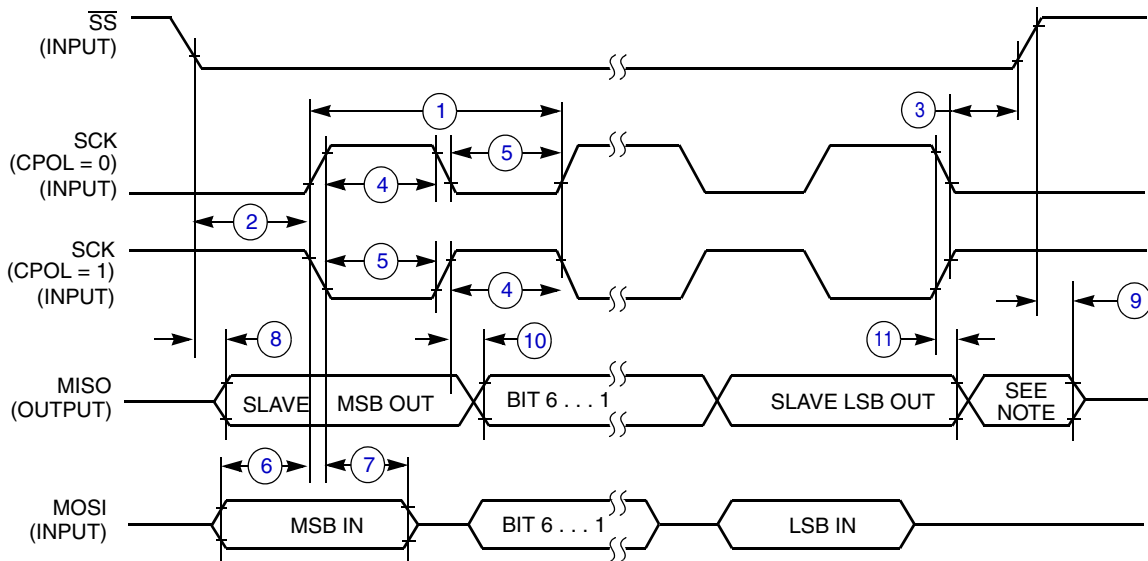 SS
(INPUT)
1
3
SCK
(CPOL = 0)
(INPUT)
5
4
2
SCK
(CPOL = 1)
(INPUT)
5
4
9
8
10
11
MISO
(OUTPUT)
SLAVE MSB OUT
BIT 6 . . . 1
SLAVE LSB OUT
SEE
NOTE
6
7
MOSI
(INPUT)
MSB IN
BIT 6 . . . 1
LSB IN